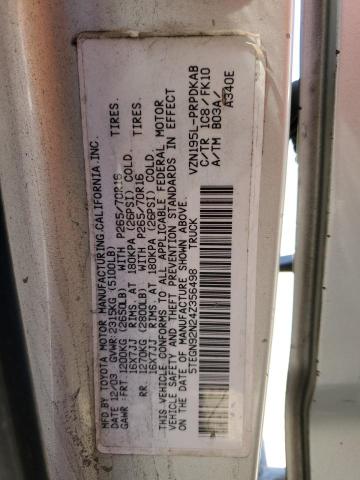 MFD. BY TOYOTA MOTOR MANUFACTURING CALIFORNIA INC.
DATE 12/03 GVWR 2315KG (5100LB)
GAWR: FRT. 1200KG (2650LB) WITH P265/70R16 TIRES.
16X7JJ RIMS. AT 180KPA (26PSI) COLD.
RR. 1270KG (2800LB) WITH P265/70R16 TIRES.
16X7JJ RIMS. AT 180KPA (26PSI) COLD.
THIS VEHICLE CONFORMS TO ALL APPLICABLE FEDERAL MOTOR
VEHICLE SAFETY AND THEFT PREVENTION STANDARDS IN EFFECT
ON THE DATE OF MANUFACTURE SHOWN ABOVE.
5TEGN92N24Z356498 TRUCK
VZN195L-PRPDKAB
C/TR 1C8/FK10
A/TM B03A/
A340E